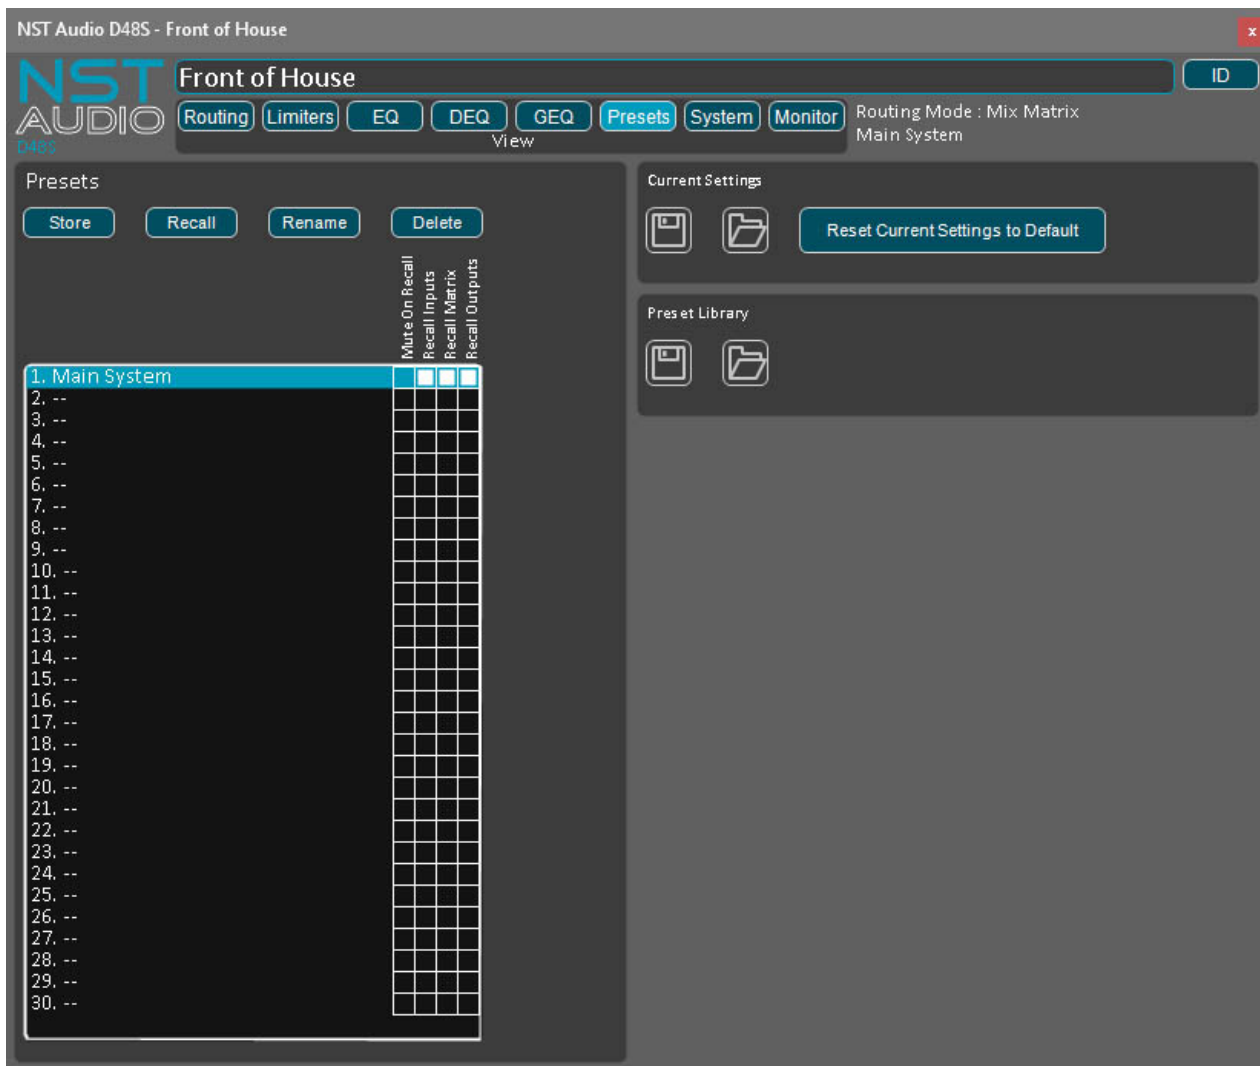 NST Audio D48S - Front of House
x
NST
AUDIO
D48S
Front of House
ID
Routing Limiters EQ DEQ GEQ Presets System Monitor
View
Routing Mode : Mix Matrix
Main System
Presets
Store Recall Rename Delete
Mute On Recall
Recall Inputs
Recall Matrix
Recall Outputs
1. Main System
2. --
3. --
4. --
5. --
6. --
7. --
8. --
9. --
10. --
11. --
12. --
13. --
14. --
15. --
16. --
17. --
18. --
19. --
20. --
21. --
22. --
23. --
24. --
25. --
26. --
27. --
28. --
29. --
30. --
Current Settings
Reset Current Settings to Default
Preset Library